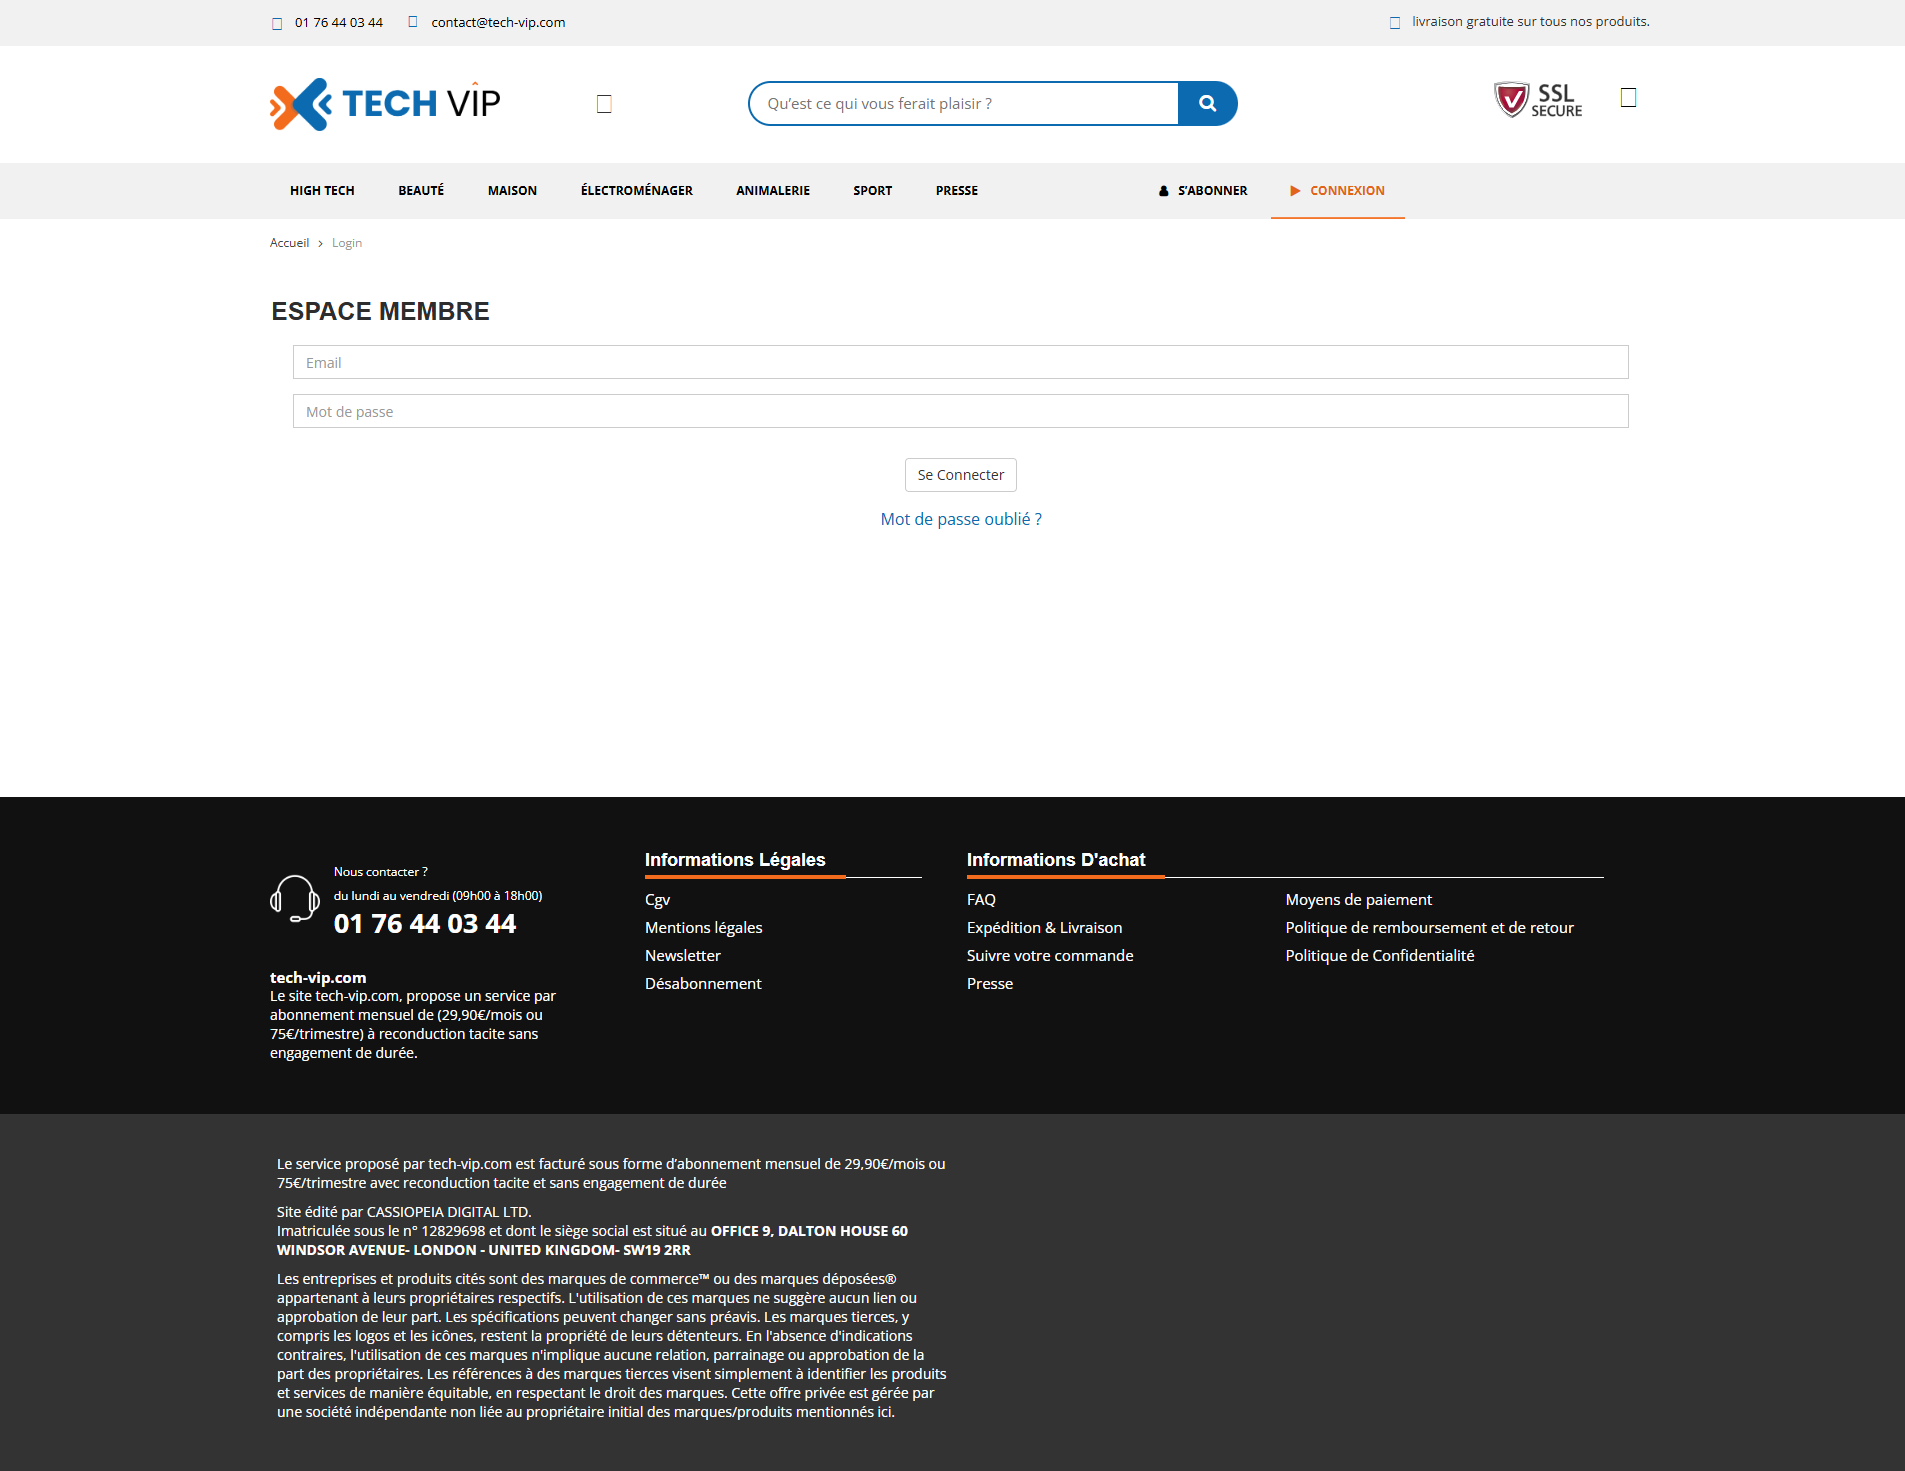 01 76 44 03 44
contact@tech-vip.com
livraison gratuite sur tous nos produits.
TECH VIP
Qu'est ce qui vous ferait plaisir ?
SSL
SECURE
HIGH TECH
BEAUTÉ
MAISON
ÉLECTROMÉNAGER
ANIMALERIE
SPORT
PRESSE
S'ABONNER
CONNEXION
Accueil > Login
ESPACE MEMBRE
Email
Mot de passe
Se Connecter
Mot de passe oublié ?
Nous contacter ?
du lundi au vendredi (09h00 à 18h00)
01 76 44 03 44
tech-vip.com
Le site tech-vip.com, propose un service par
abonnement mensuel de (29,90€/mois ou
75€/trimestre) à reconduction tacite sans
engagement de durée.
Informations Légales
Cgv
Mentions légales
Newsletter
Désabonnement
Informations D'achat
FAQ
Expédition & Livraison
Suivre votre commande
Presse
Moyens de paiement
Politique de remboursement et de retour
Politique de Confidentialité
Le service proposé par tech-vip.com est facturé sous forme d'abonnement mensuel de 29,90€/mois ou
75€/trimestre avec reconduction tacite et sans engagement de durée
Site édité par CASSIOPEIA DIGITAL LTD.
Imatriculée sous le n° 12829698 et dont le siège social est situé au OFFICE 9, DALTON HOUSE 60
WINDSOR AVENUE- LONDON - UNITED KINGDOM- SW19 2RR
Les entreprises et produits cités sont des marques de commerce™ ou des marques déposées®
appartenant à leurs propriétaires respectifs. L'utilisation de ces marques ne suggère aucun lien ou
approbation de leur part. Les spécifications peuvent changer sans préavis. Les marques tierces, y
compris les logos et les icônes, restent la propriété de leurs détenteurs. En l'absence d'indications
contraires, l'utilisation de ces marques n'implique aucune relation, parrainage ou approbation de la
part des propriétaires. Les références à des marques tierces visent simplement à identifier les produits
et services de manière équitable, en respectant le droit des marques. Cette offre privée est gérée par
une société indépendante non liée au propriétaire initial des marques/produits mentionnés ici.